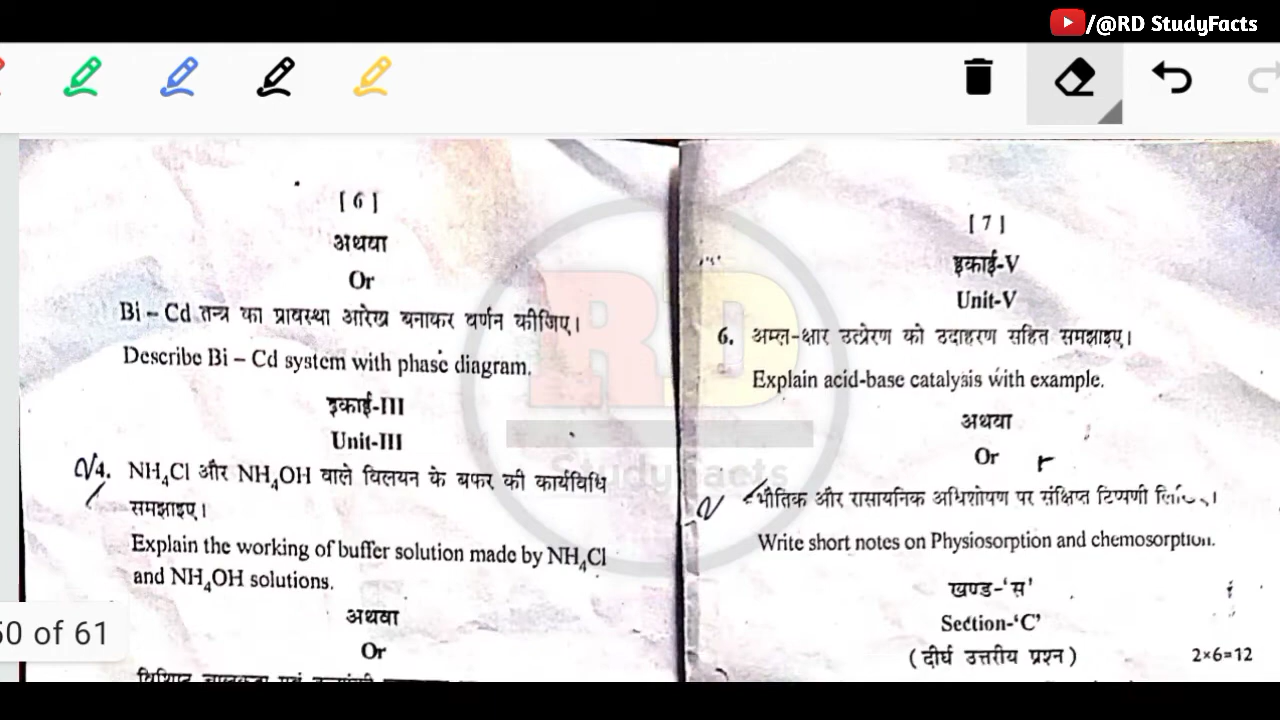 /@RD StudyFacts
[ 6 ]
अथवा
Or
Bi – Cd तन्त्र का प्रावस्था आरेख बनाकर वर्णन कीजिए।
Describe Bi – Cd system with phase diagram.
इकाई-III
Unit-III
4. NH₄Cl और NH₄OH वाले विलयन के बफर की कार्यविधि
समझाइए।
Explain the working of buffer solution made by NH₄Cl
and NH₄OH solutions.
अथवा
Or
50 of 61
[ 7 ]
इकाई-V
Unit-V
6. अम्ल-क्षार उत्प्रेरण को उदाहरण सहित समझाइए।
Explain acid-base catalysis with example.
अथवा
Or
भौतिक और रासायनिक अधिशोषण पर संक्षिप्त टिप्पणी
Write short notes on Physiosorption and chemosorption.
खण्ड-‘स’
Section-‘C’
( दीर्घ उत्तरीय प्रश्न ) 2×6=12
RD
Study Facts